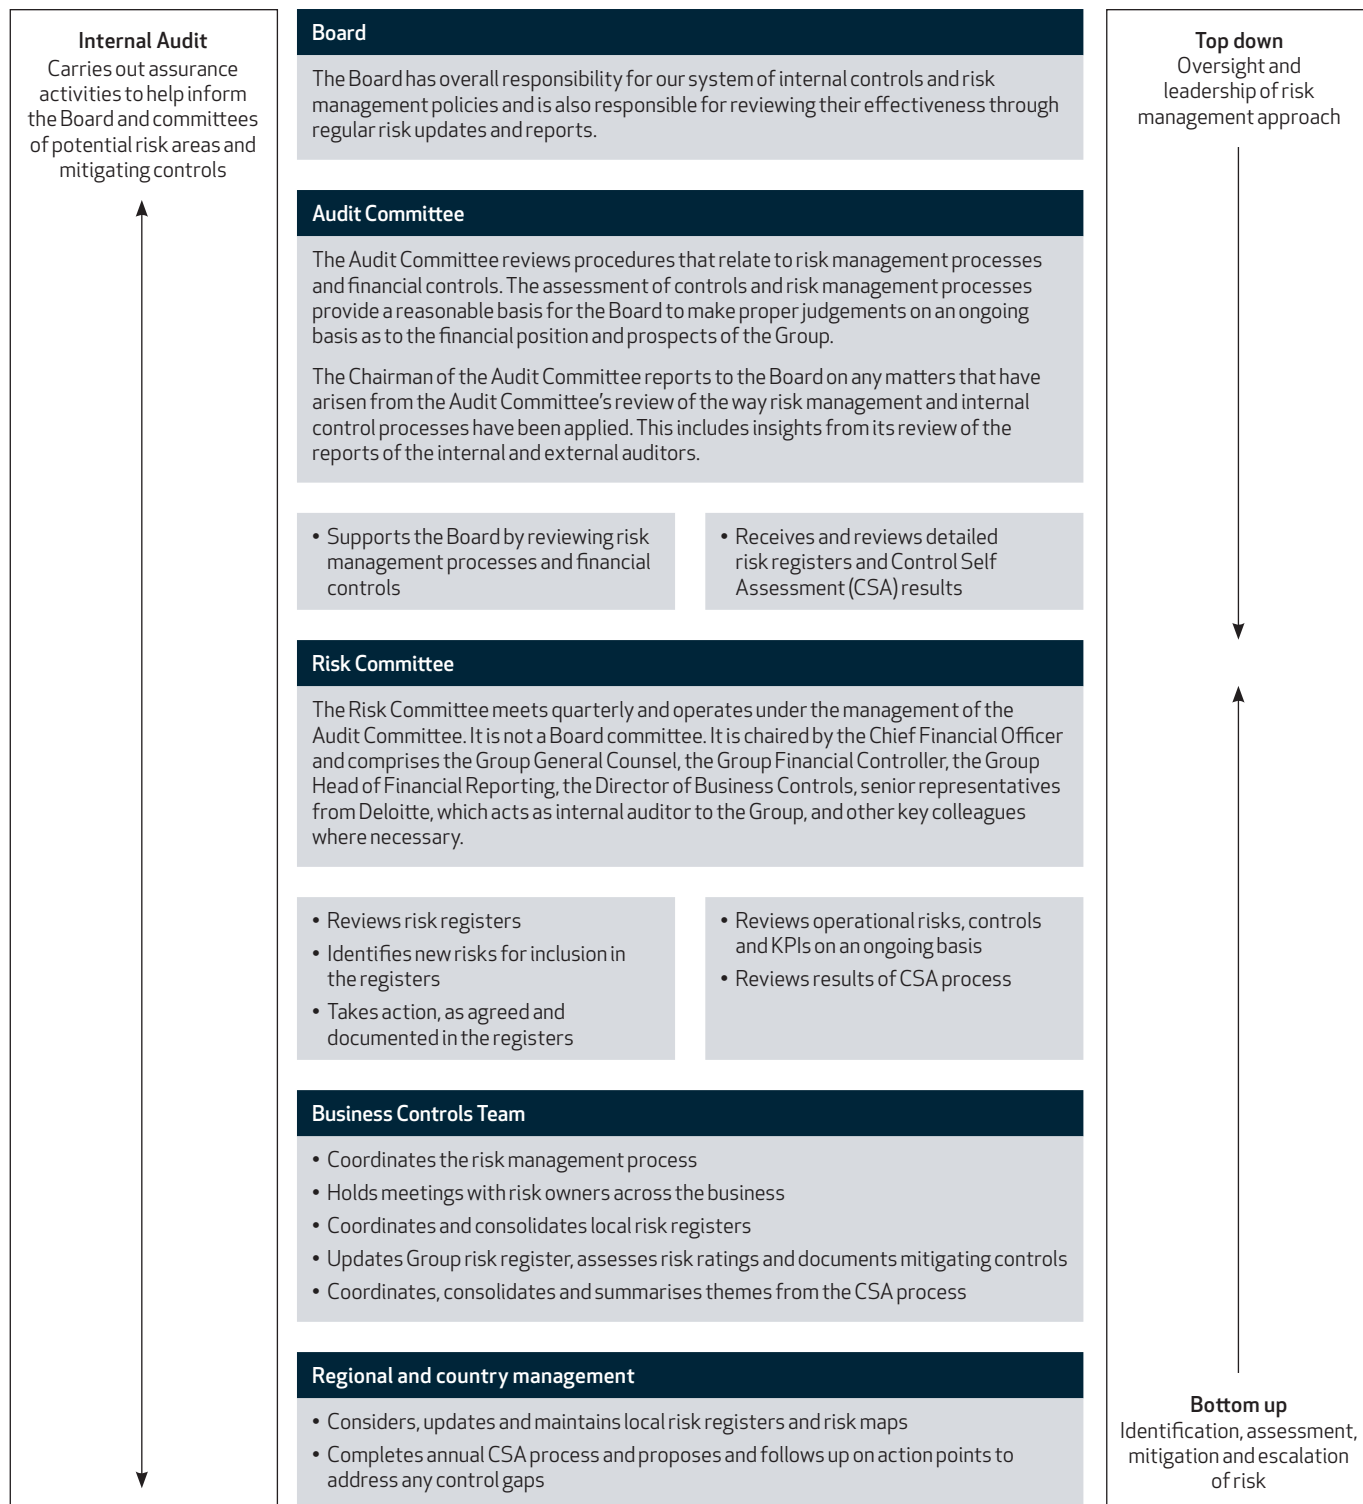 Internal Audit
Carries out assurance
activities to help inform
the Board and committees
of potential risk areas and
mitigating controls
Board
The Board has overall responsibility for our system of internal controls and risk
management policies and is also responsible for reviewing their effectiveness through
regular risk updates and reports.
Audit Committee
The Audit Committee reviews procedures that relate to risk management processes
and financial controls. The assessment of controls and risk management processes
provide a reasonable basis for the Board to make proper judgements on an ongoing
basis as to the financial position and prospects of the Group.
The Chairman of the Audit Committee reports to the Board on any matters that have
arisen from the Audit Committee's review of the way risk management and internal
control processes have been applied. This includes insights from its review of the
reports of the internal and external auditors.
• Supports the Board by reviewing risk
management processes and financial
controls
• Receives and reviews detailed
risk registers and Control Self
Assessment (CSA) results
Risk Committee
The Risk Committee meets quarterly and operates under the management of the
Audit Committee. It is not a Board committee. It is chaired by the Chief Financial Officer
and comprises the Group General Counsel, the Group Financial Controller, the Group
Head of Financial Reporting, the Director of Business Controls, senior representatives
from Deloitte, which acts as internal auditor to the Group, and other key colleagues
where necessary.
• Reviews risk registers
• Identifies new risks for inclusion in
the registers
• Takes action, as agreed and
documented in the registers
• Reviews operational risks, controls
and KPIs on an ongoing basis
• Reviews results of CSA process
Business Controls Team
• Coordinates the risk management process
• Holds meetings with risk owners across the business
• Coordinates and consolidates local risk registers
• Updates Group risk register, assesses risk ratings and documents mitigating controls
• Coordinates, consolidates and summarises themes from the CSA process
Regional and country management
• Considers, updates and maintains local risk registers and risk maps
• Completes annual CSA process and proposes and follows up on action points to
address any control gaps
Top down
Oversight and
leadership of risk
management approach
Bottom up
Identification, assessment,
mitigation and escalation
of risk